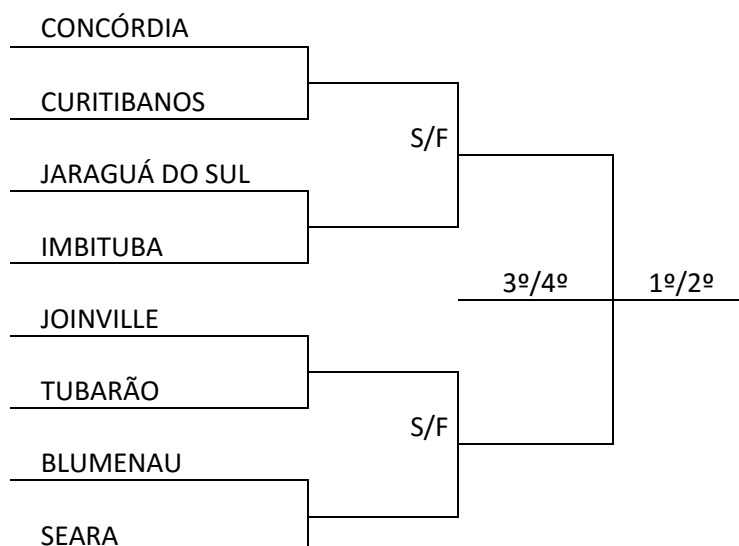 CONCÓRDIA
CURITIBANOS
S/F
JARAGUÁ DO SUL
IMBITUBA
3º/4º 1º/2º
JOINVILLE
TUBARÃO
S/F
BLUMENAU
SEARA